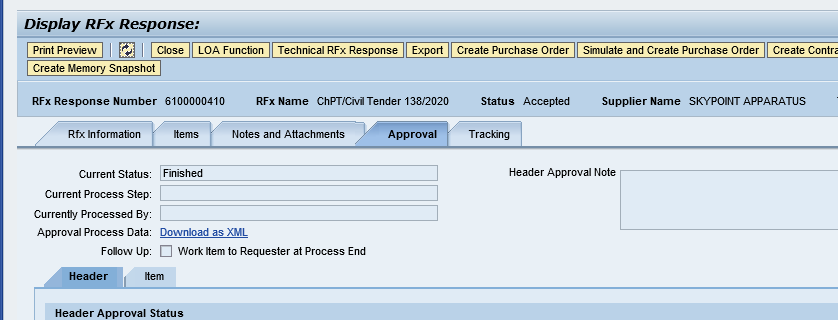 Display RFx Response:
Print Preview Close LOA Function Technical RFx Response Export Create Purchase Order Simulate and Create Purchase Order Create Contra
Create Memory Snapshot
RFx Response Number 6100000410 RFx Name ChPT/Civil Tender 138/2020 Status Accepted Supplier Name SKYPOINT APPARATUS
Rfx Information Items Notes and Attachments Approval Tracking
Current Status: Finished Header Approval Note
Current Process Step:
Currently Processed By:
Approval Process Data: Download as XML
Follow Up: Work Item to Requester at Process End
Header Item
Header Approval Status